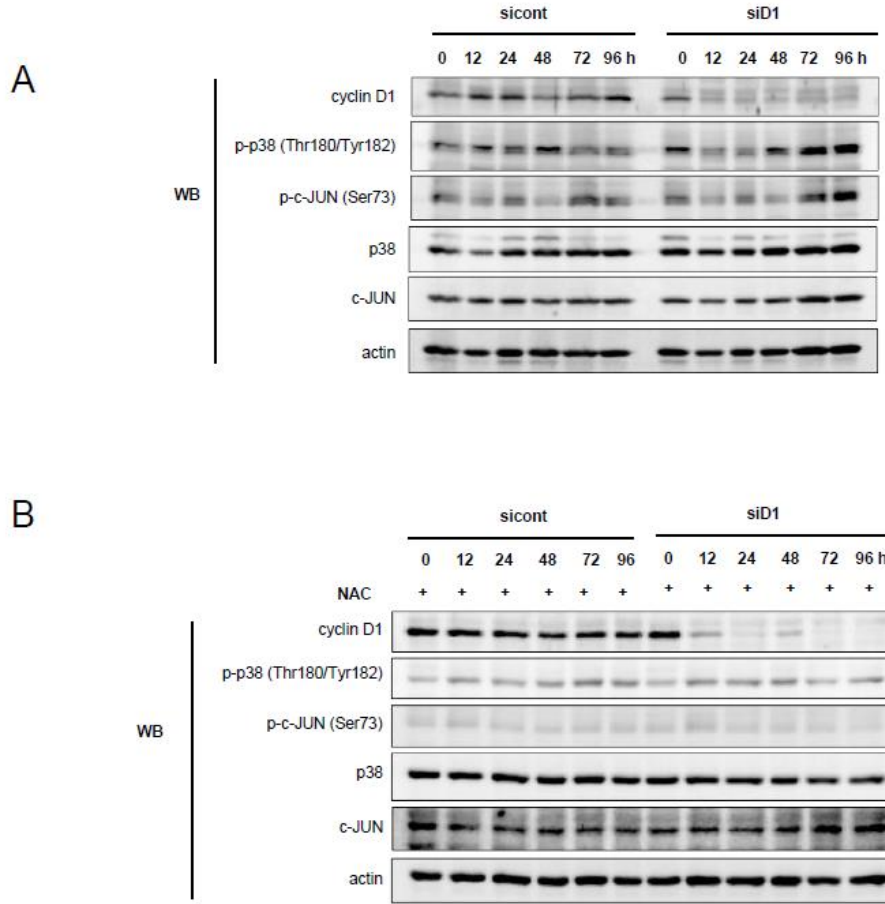 A
sicont siD1
0 12 24 48 72 96 h 0 12 24 48 72 96 h
cyclin D1
p-p38 (Thr180/Tyr182)
WB
p-c-JUN (Ser73)
p38
c-JUN
actin
B
sicont siD1
0 12 24 48 72 96 0 12 24 48 72 96 h
NAC + + + + + + + + + + + +
cyclin D1
p-p38 (Thr180/Tyr182)
p-c-JUN (Ser73)
WB
p38
c-JUN
actin